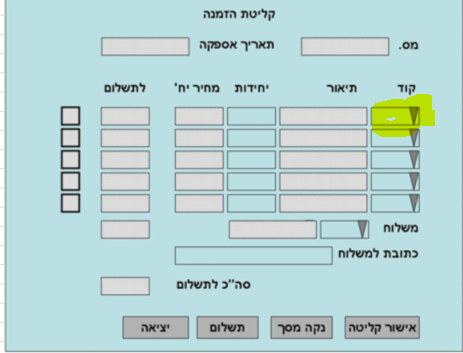 קליטת הזמנה
מס. תאריך אספקה
קוד תיאור יחידות מחיר יח' לתשלום
משלוח
כתובת למשלוח
סה''כ לתשלום
אישור קליטה נקה מסך תשלום יציאה